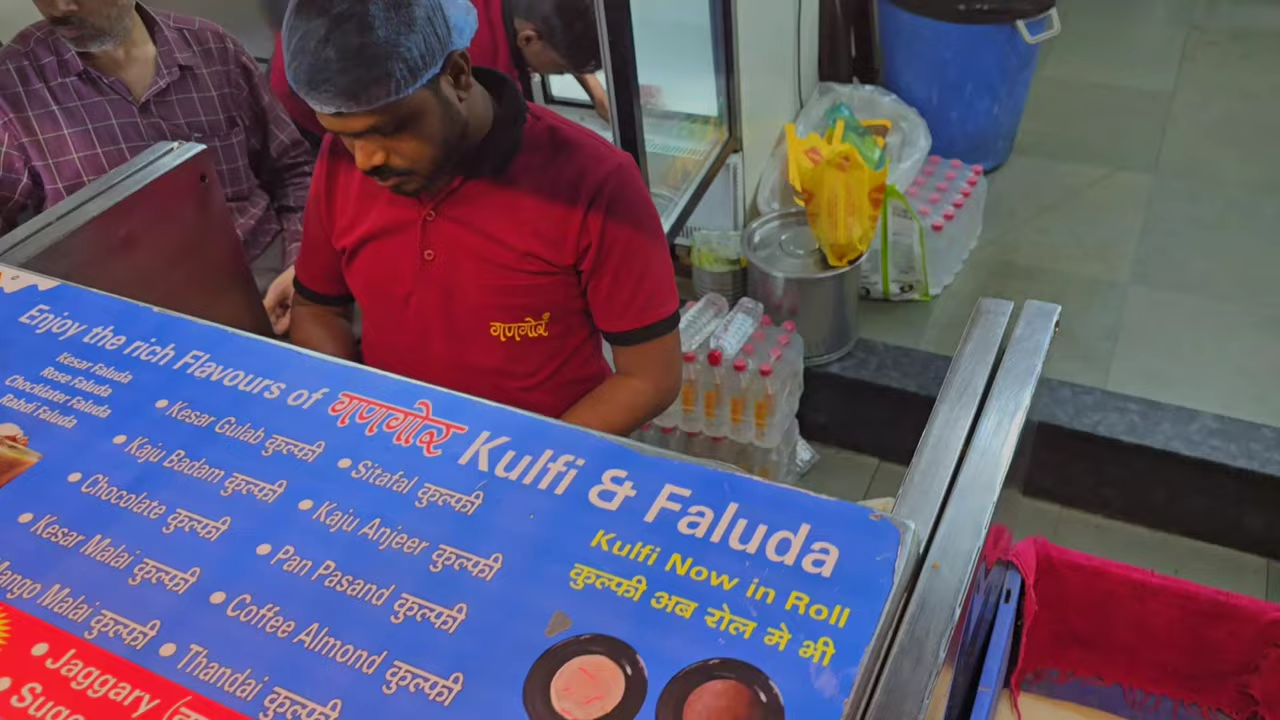 गणगौर
Enjoy the rich Flavours of गणगौर Kulfi & Faluda
Kesar Faluda
Rose Faluda
Chocklater Faluda
Rabdi Faluda
• Kesar Gulab कुल्फी
• Kaju Badam कुल्फी
• Chocolate कुल्फी
• Kesar Malai कुल्फी
Mango Malai कुल्फी
• Sitafal कुल्फी
• Kaju Anjeer कुल्फी
• Pan Pasand कुल्फी
• Coffee Almond कुल्फी
• Thandai कुल्फी
Kulfi Now in Roll
कुल्फी अब रोल मे भी
• Jaggary